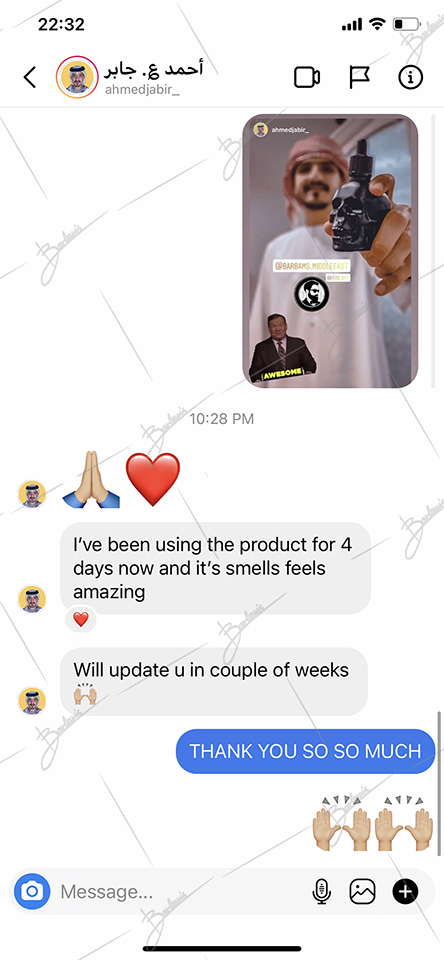 22:32
أحمد ع. جابر
ahmedjabir_
ahmedjabir_
@BARBAMS.MIDDLEEAST
AWESOME
10:28 PM
🙏🏼 ❤️
I've been using the product for 4
days now and it's smells feels
amazing
❤️
Will update u in couple of weeks
🙌🏼
THANK YOU SO SO MUCH
🙌🏼🙌🏼
Message...